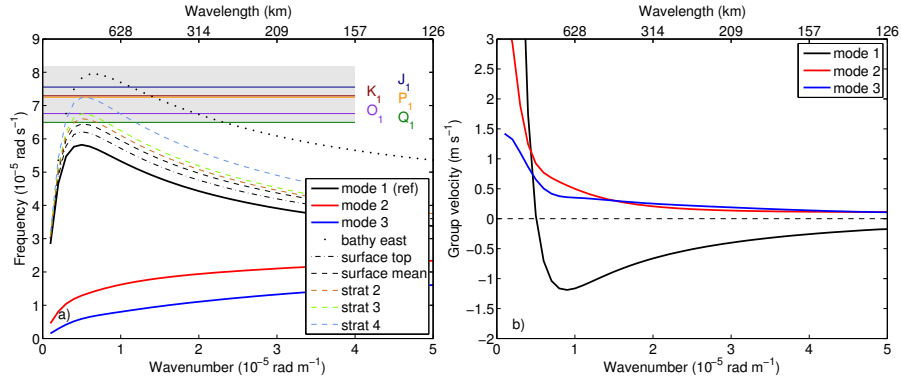 Wavelength (km)
628 314 209 157 126
9
8
7
6
5
4
3
2
1
0
Frequency (10⁻⁵ rad s⁻¹)
J₁
K₁
P₁
O₁
Q₁
mode 1 (ref)
mode 2
mode 3
bathy east
surface top
surface mean
strat 2
strat 3
strat 4
a)
0 1 2 3 4 5
Wavenumber (10⁻⁵ rad m⁻¹)
Wavelength (km)
628 314 209 157 126
3
2.5
2
1.5
1
0.5
0
−0.5
−1
−1.5
−2
Group velocity (m s⁻¹)
mode 1
mode 2
mode 3
b)
0 1 2 3 4 5
Wavenumber (10⁻⁵ rad m⁻¹)